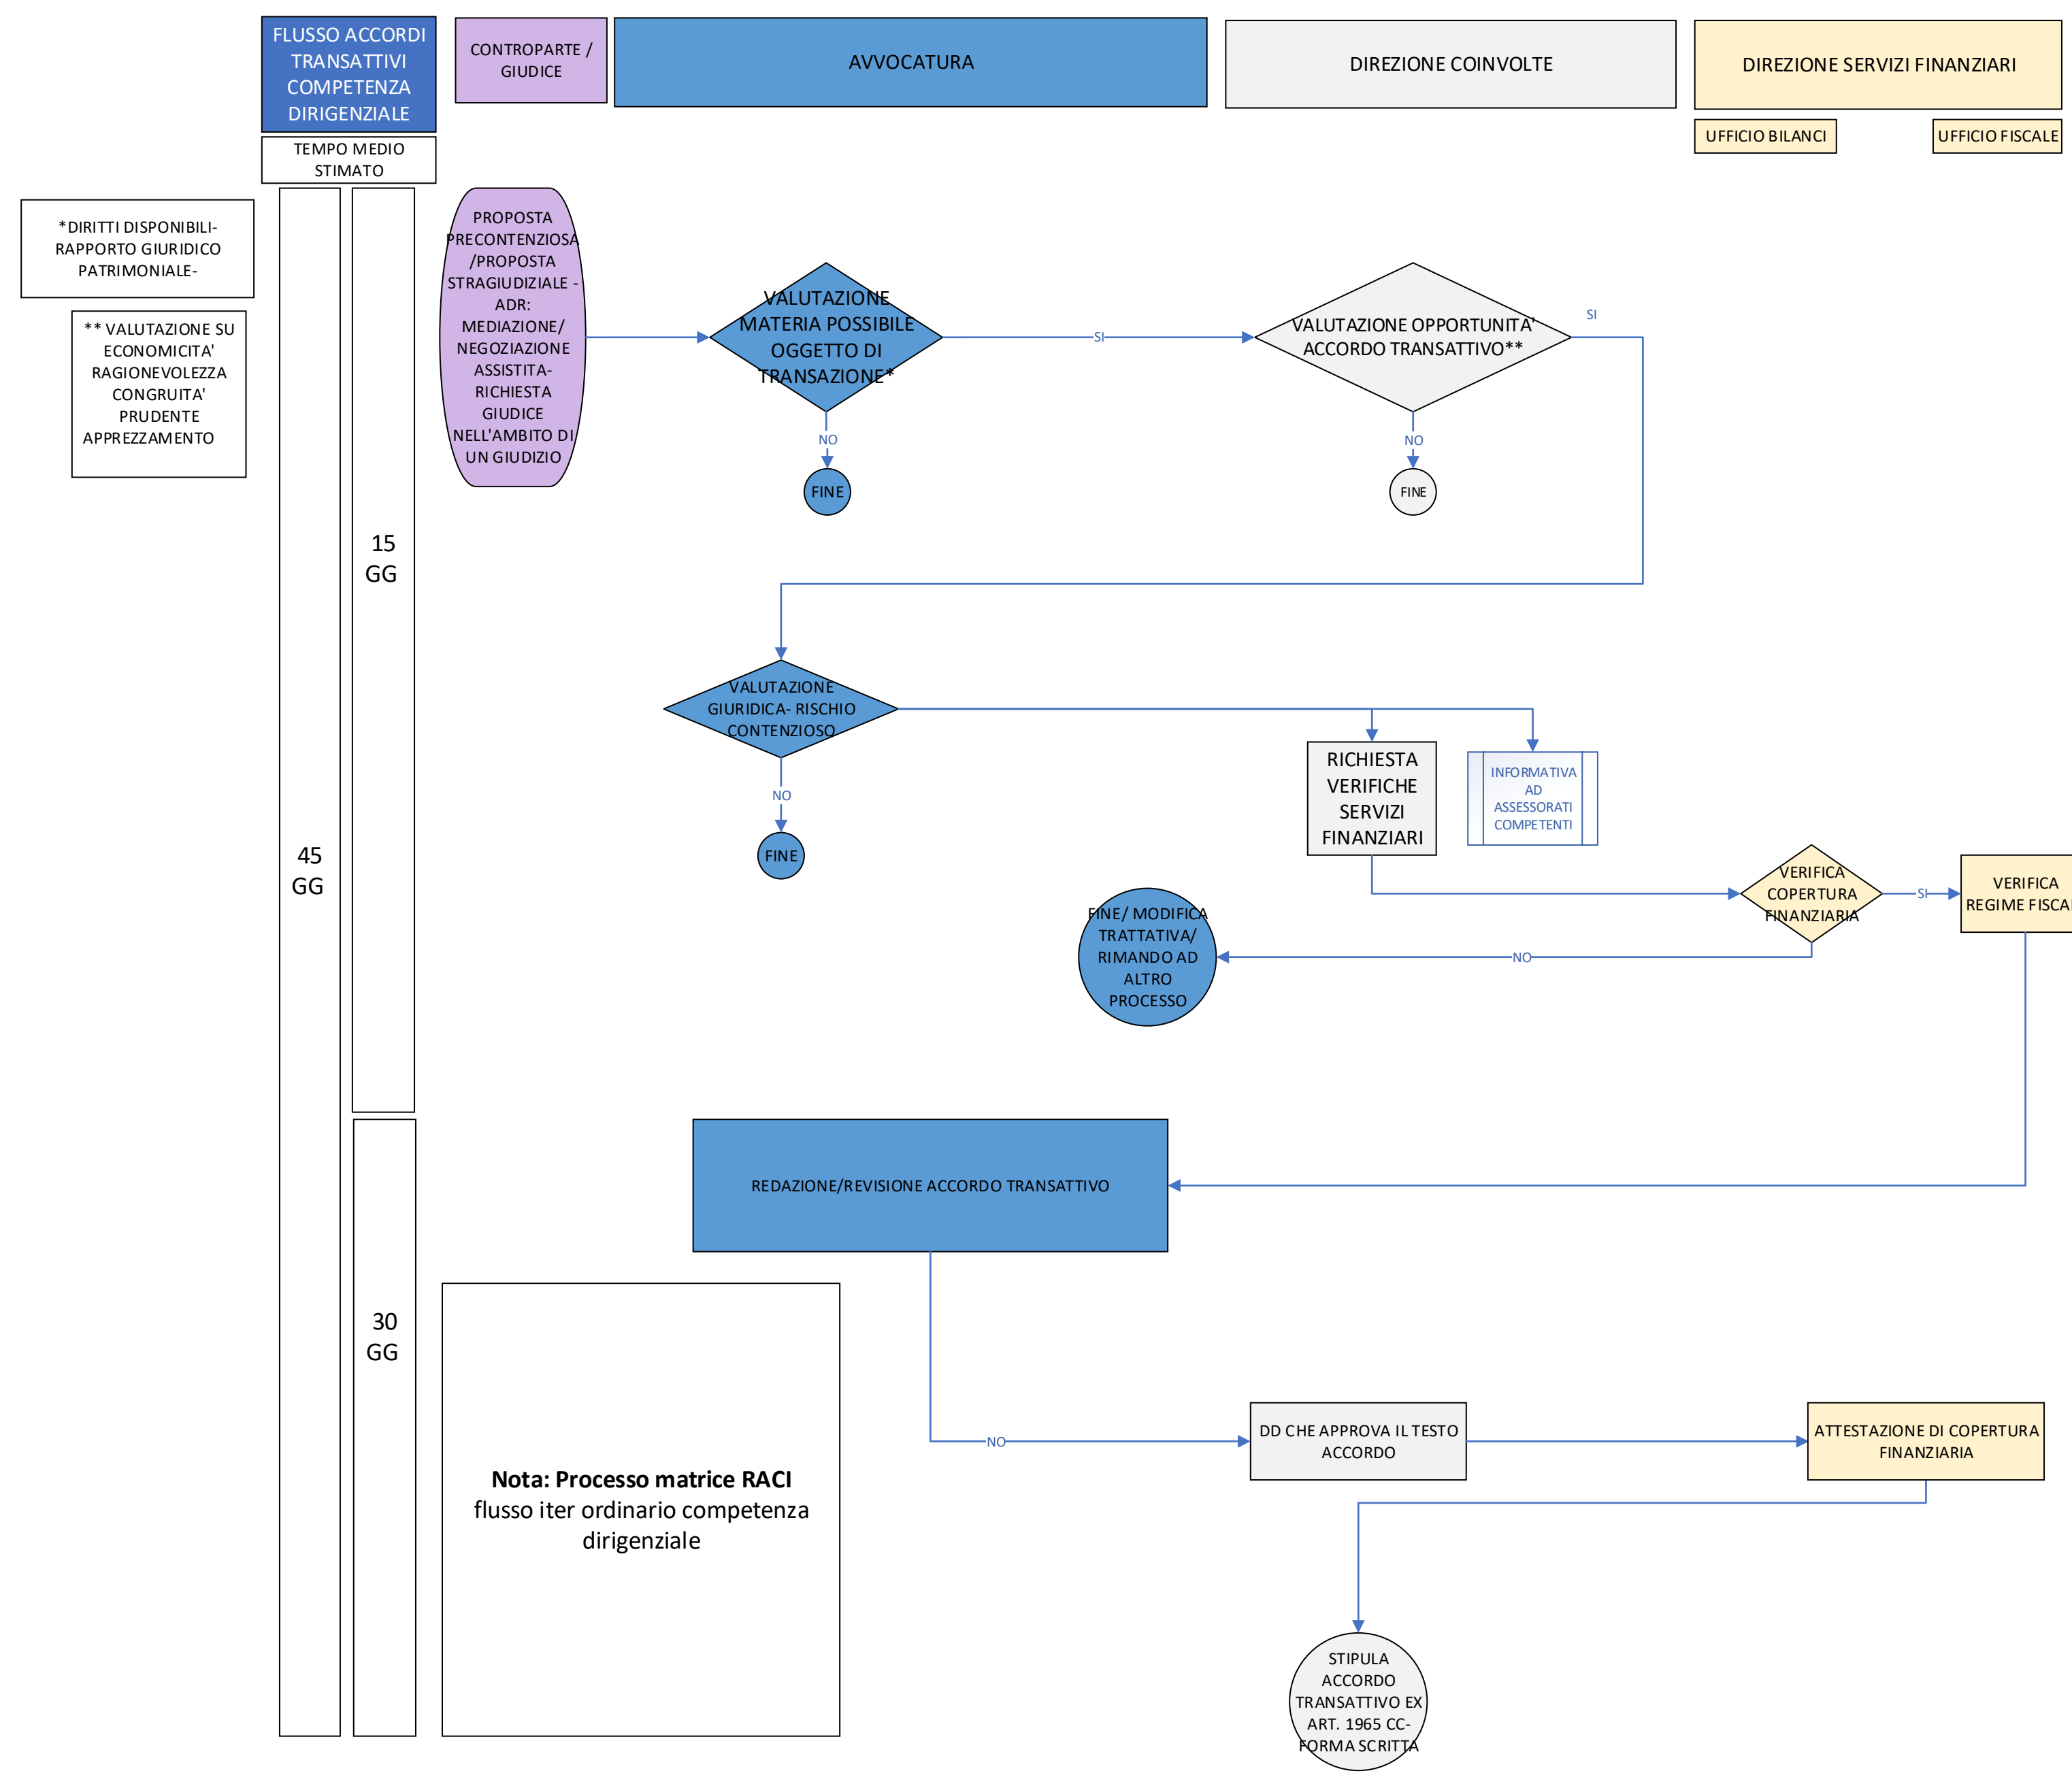 FLUSSO ACCORDI
TRANSATTIVI
COMPETENZA
DIRIGENZIALE
CONTROPARTE /
GIUDICE
AVVOCATURA
DIREZIONE COINVOLTE
DIREZIONE SERVIZI FINANZIARI
UFFICIO BILANCI
UFFICIO FISCALE
TEMPO MEDIO
STIMATO
*DIRITTI DISPONIBILI-
RAPPORTO GIURIDICO
PATRIMONIALE-
** VALUTAZIONE SU
ECONOMICITA'
RAGIONEVOLEZZA
CONGRUITA'
PRUDENTE
APPREZZAMENTO
45
GG
15
GG
30
GG
PROPOSTA
PRECONTENZIOSA
/PROPOSTA
STRAGIUDIZIALE -
ADR:
MEDIAZIONE/
NEGOZIAZIONE
ASSISTITA-
RICHIESTA
GIUDICE
NELL'AMBITO DI
UN GIUDIZIO
VALUTAZIONE
MATERIA POSSIBILE
OGGETTO DI
TRANSAZIONE*
SI
NO
FINE
VALUTAZIONE OPPORTUNITA'
ACCORDO TRANSATTIVO**
SI
NO
FINE
VALUTAZIONE
GIURIDICA- RISCHIO
CONTENZIOSO
NO
FINE
RICHIESTA
VERIFICHE
SERVIZI
FINANZIARI
INFORMATIVA
AD
ASSESSORATI
COMPETENTI
VERIFICA
COPERTURA
FINANZIARIA
SI
VERIFICA
REGIME FISCA
NO
FINE/ MODIFICA
TRATTATIVA/
RIMANDO AD
ALTRO
PROCESSO
REDAZIONE/REVISIONE ACCORDO TRANSATTIVO
NO
DD CHE APPROVA IL TESTO
ACCORDO
ATTESTAZIONE DI COPERTURA
FINANZIARIA
Nota: Processo matrice RACI
flusso iter ordinario competenza
dirigenziale
STIPULA
ACCORDO
TRANSATTIVO EX
ART. 1965 CC-
FORMA SCRITTA